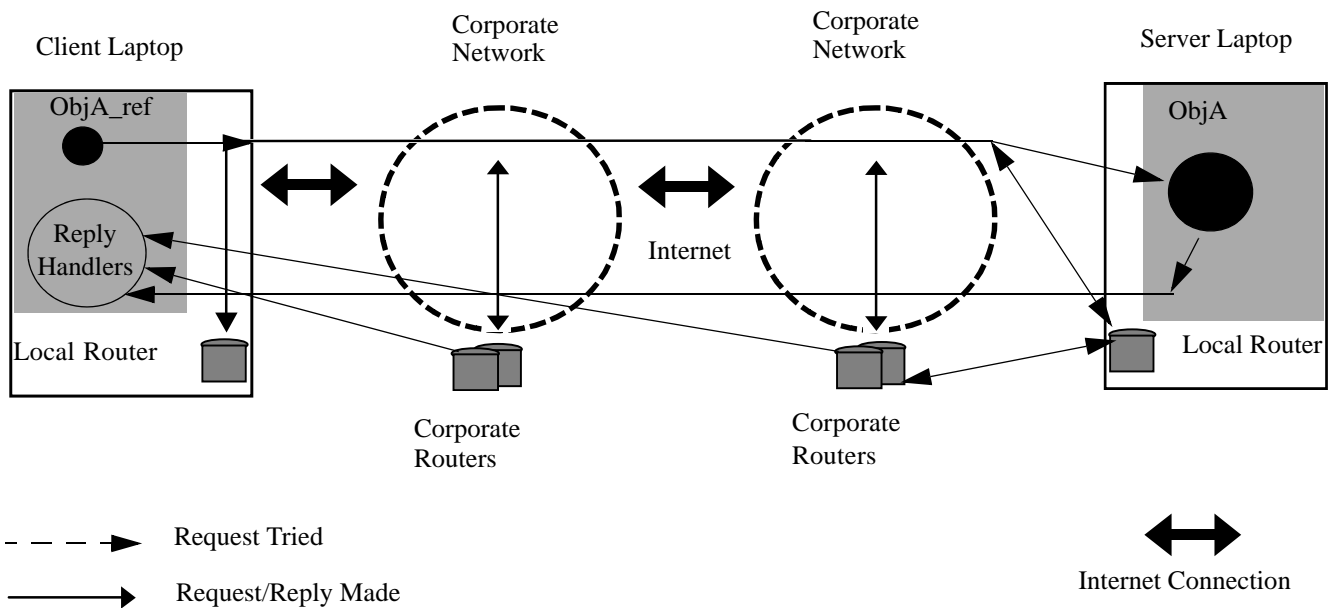 Client Laptop
Corporate
Network
Corporate
Network
Server Laptop
ObjA_ref
ObjA
Reply
Handlers
Internet
Local Router
Local Router
Corporate
Routers
Corporate
Routers
Request Tried
Request/Reply Made
Internet Connection